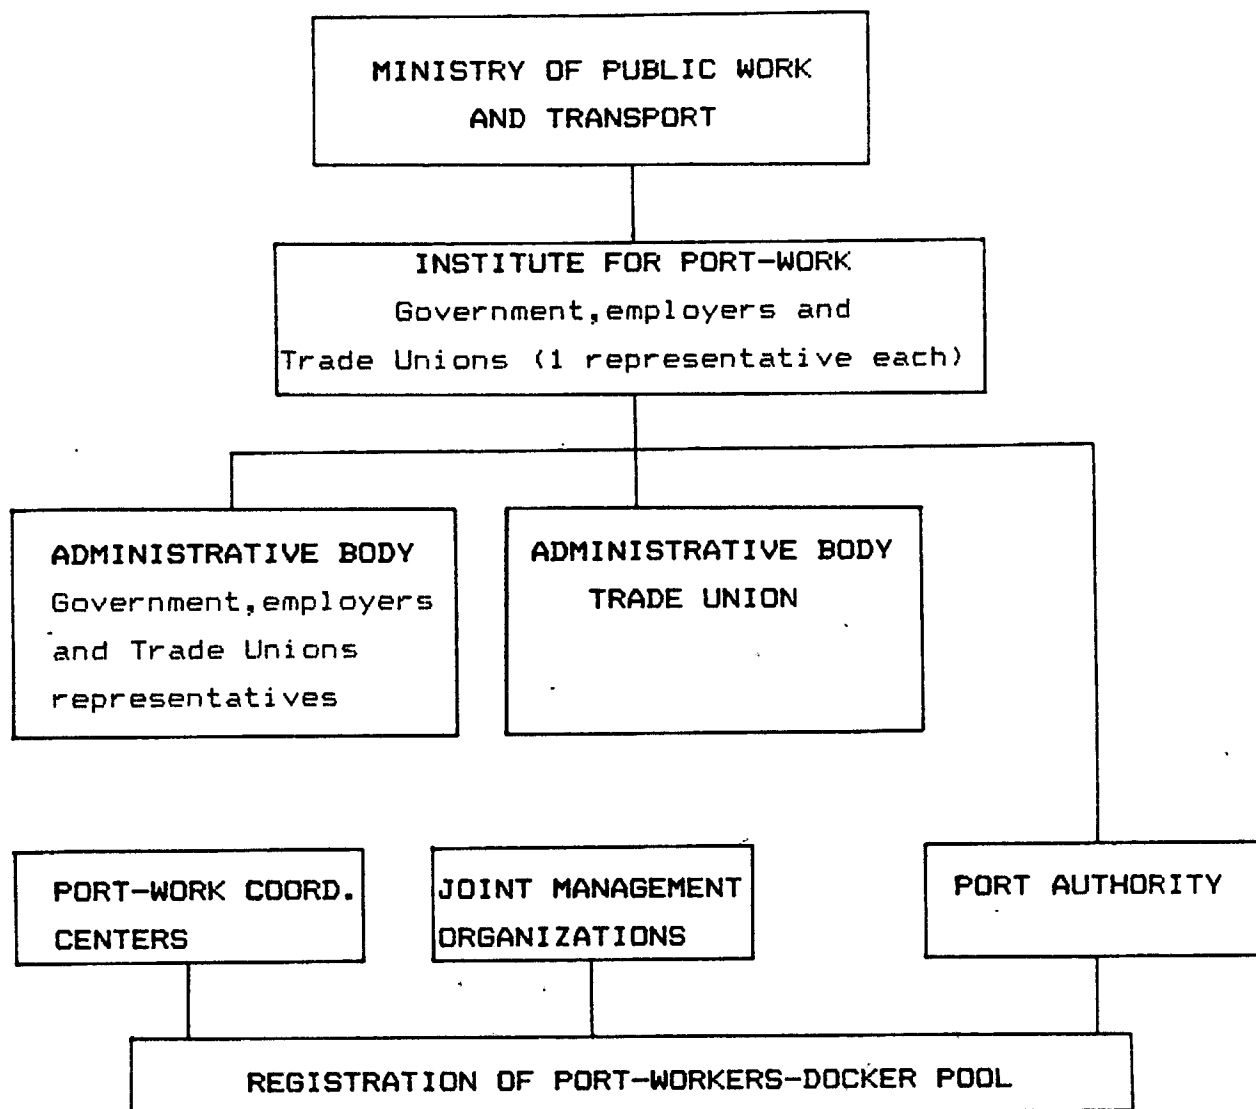 MINISTRY OF PUBLIC WORK
AND TRANSPORT
INSTITUTE FOR PORT-WORK
Government,employers and
Trade Unions (1 representative each)
ADMINISTRATIVE BODY
Government,employers
and Trade Unions
representatives
ADMINISTRATIVE BODY
TRADE UNION
PORT-WORK COORD.
CENTERS
JOINT MANAGEMENT
ORGANIZATIONS
PORT AUTHORITY
REGISTRATION OF PORT-WORKERS-DOCKER POOL